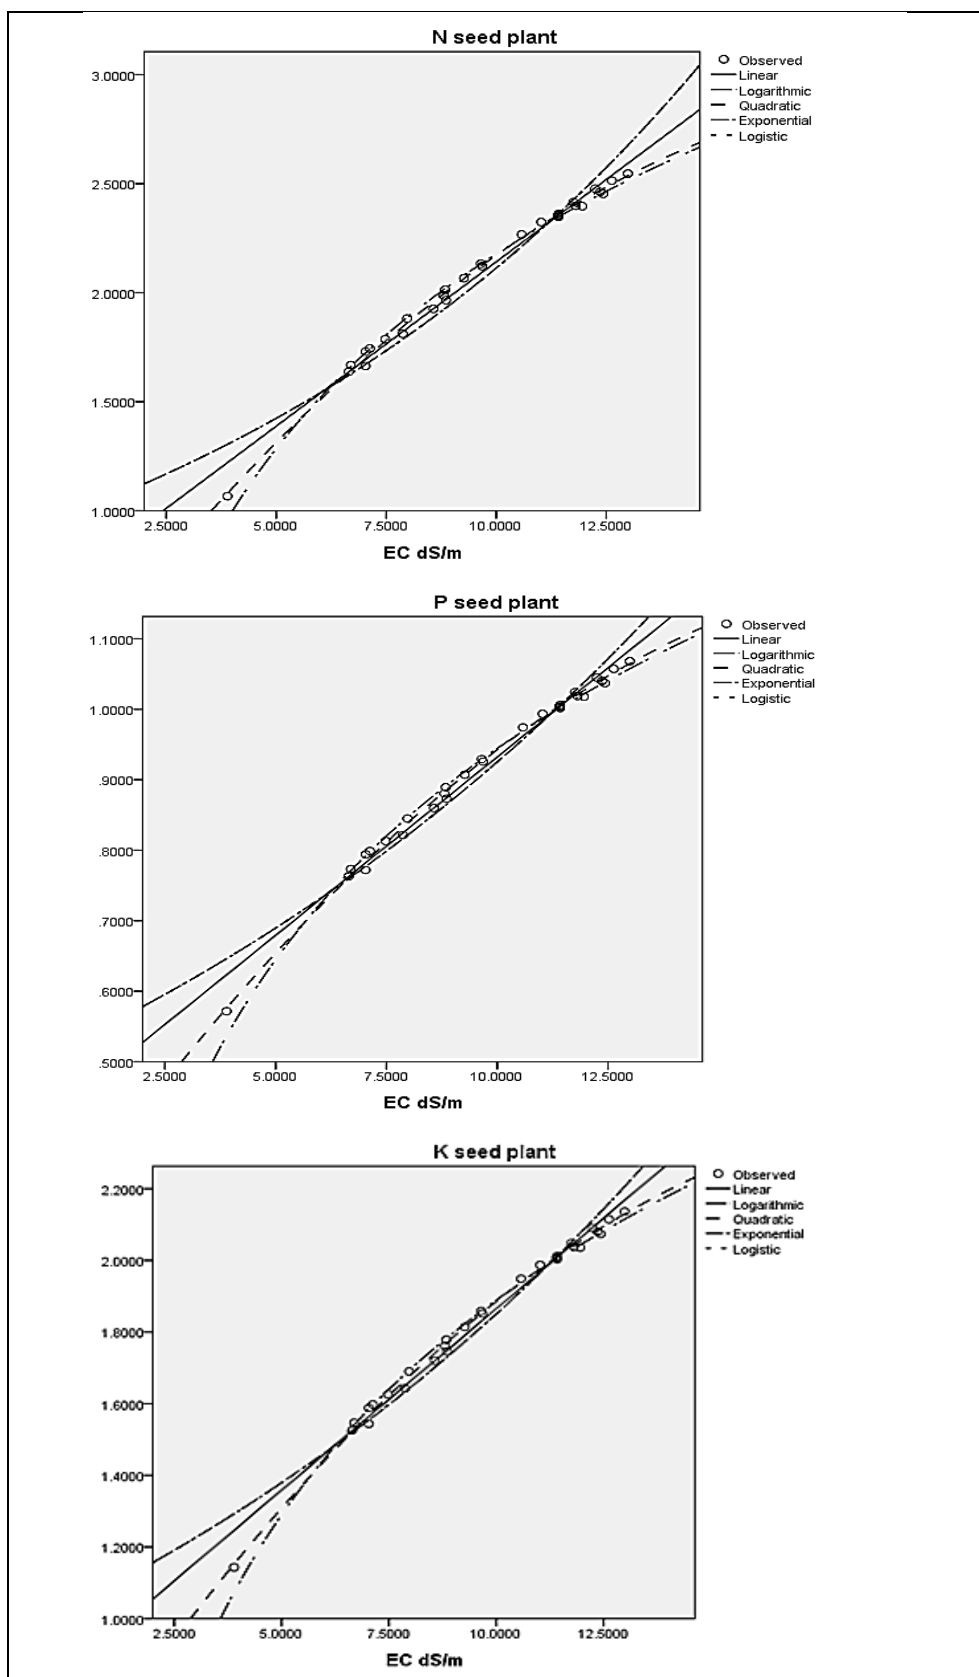 N seed plant
3.0000
2.5000
2.0000
1.5000
1.0000
2.5000 5.0000 7.5000 10.0000 12.5000
EC dS/m
Observed
Linear
Logarithmic
Quadratic
Exponential
Logistic
P seed plant
1.1000
1.0000
.9000
.8000
.7000
.6000
.5000
2.5000 5.0000 7.5000 10.0000 12.5000
EC dS/m
Observed
Linear
Logarithmic
Quadratic
Exponential
Logistic
K seed plant
2.2000
2.0000
1.8000
1.6000
1.4000
1.2000
1.0000
2.5000 5.0000 7.5000 10.0000 12.5000
EC dS/m
Observed
Linear
Logarithmic
Quadratic
Exponential
Logistic